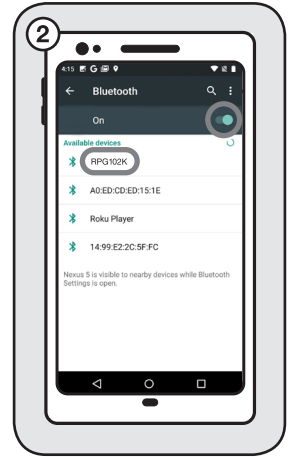 2
4:15
Bluetooth
On
Available devices
RPG102K
A0:ED:CD:ED:15:1E
Roku Player
14:99:E2:2C:5F:FC
Nexus 5 is visible to nearby devices while Bluetooth
Settings is open.